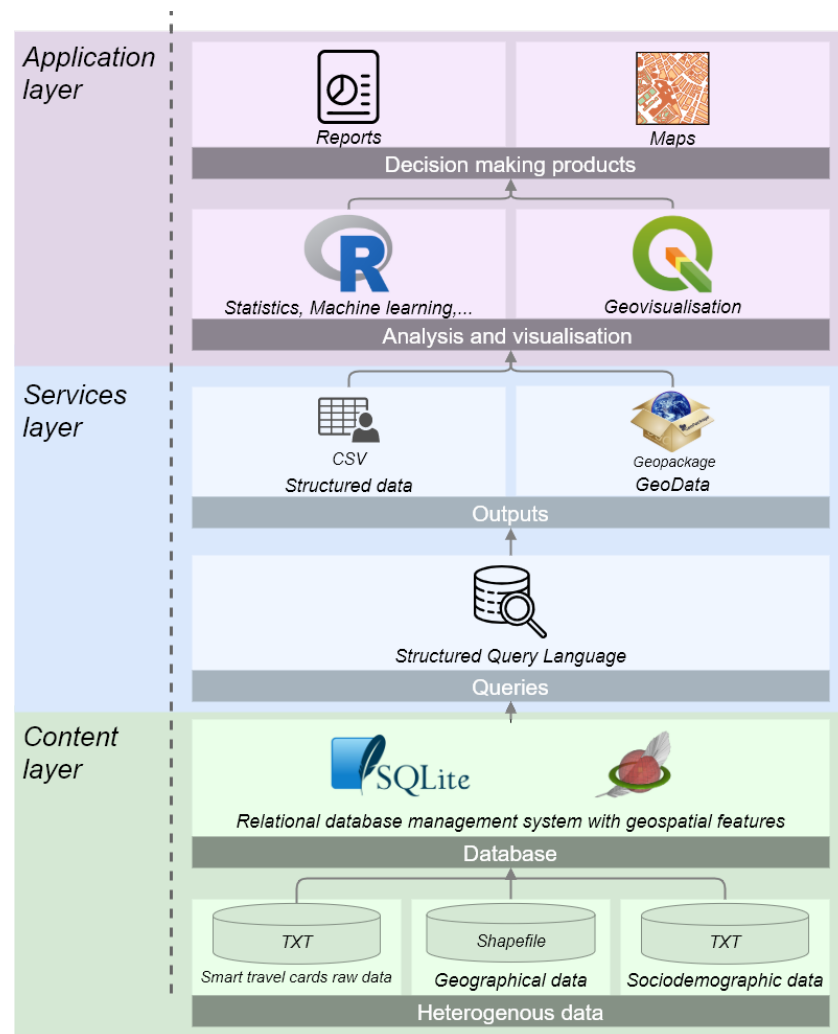 Application
layer
Reports
Maps
Decision making products
R
Statistics, Machine learning,...
Geovisualisation
Analysis and visualisation
Services
layer
CSV
Structured data
Geopackage
GeoData
Outputs
Structured Query Language
Queries
Content
layer
SQLite
Relational database management system with geospatial features
Database
TXT
Shapefile
TXT
Smart travel cards raw data
Geographical data
Sociodemographic data
Heterogenous data